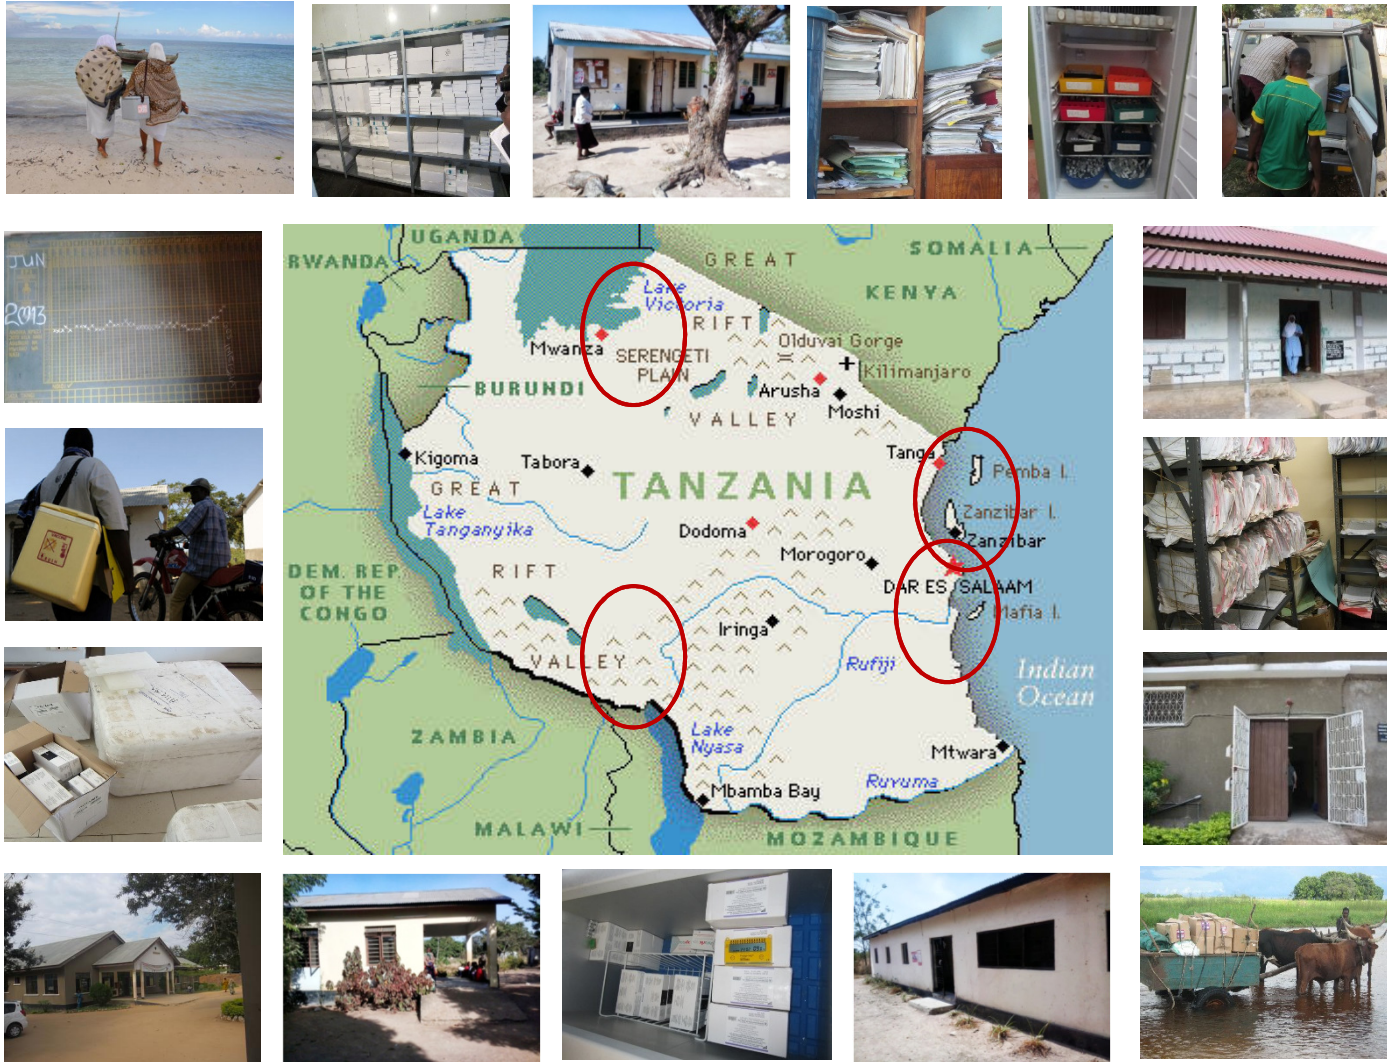 JUN
2013
UGANDA
RWANDA
BURUNDI
GREAT
SOMALIA
KENYA
Lake
Victoria
RIFT
Mwanza
SERENGETI
PLAIN
Olduvai Gorge
Kilimanjaro
Arusha
Moshi
VALLEY
Kigoma
Tabora
Tanga
Pemba I.
GREAT
TANZANIA
Lake
Tanganyika
Zanzibar I.
Zanzibar
Dodoma
Morogoro
DEM. REP.
OF THE
CONGO
RIFT
DAR ES SALAAM
Mafia I.
Iringa
VALLEY
Rufiji
Indian
Ocean
ZAMBIA
Lake
Nyasa
Mtwara
Ruvuma
Mbamba Bay
MALAWI
MOZAMBIQUE